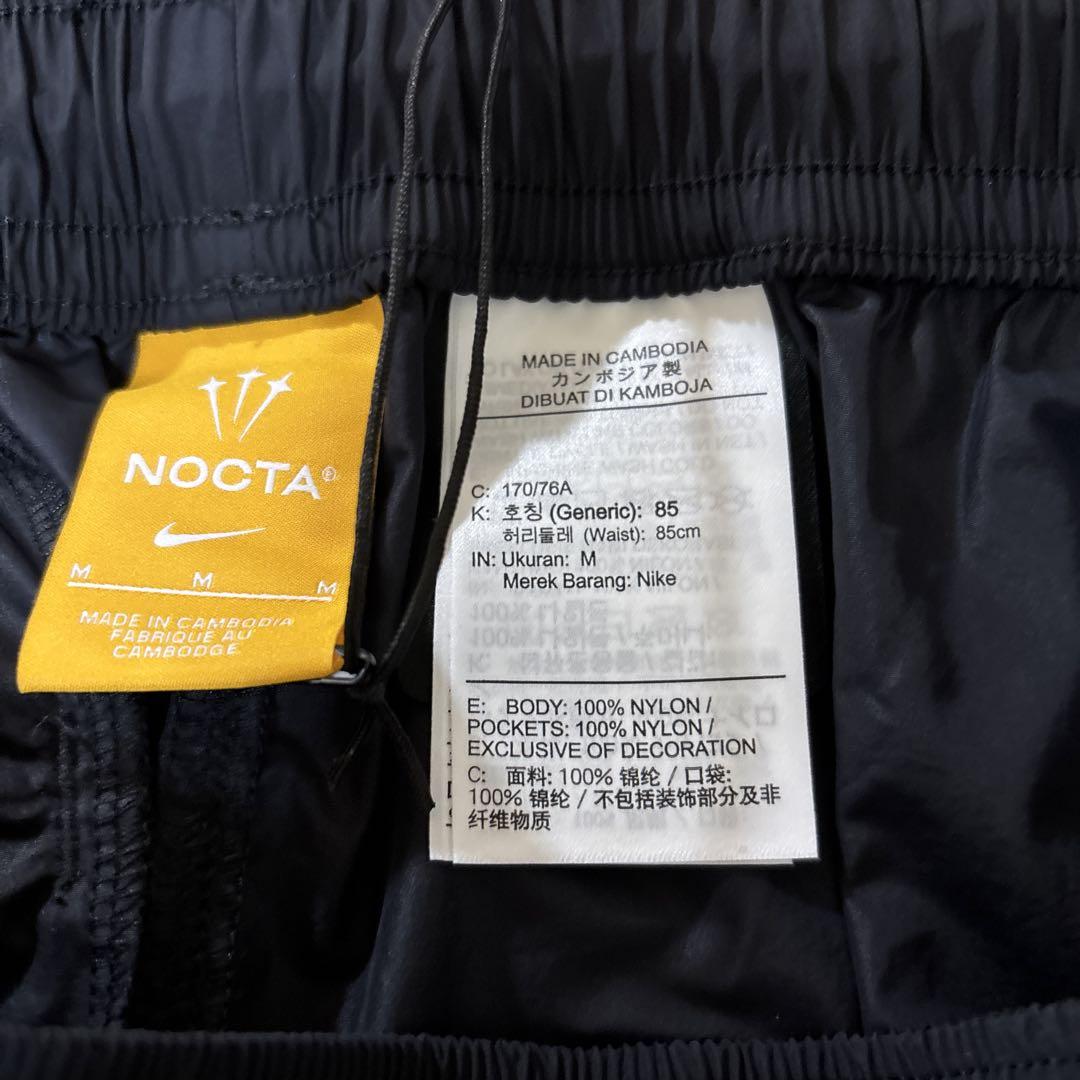 NOCTA®
M M M
MADE IN CAMBODIA
FABRIQUE AU
CAMBODGE
MADE IN CAMBODIA
カンボジア製
DIBUAT DI KAMBOJA
C: 170/76A
K: 호칭 (Generic): 85
허리둘레 (Waist): 85cm
IN: Ukuran: M
Merek Barang: Nike
E: BODY: 100% NYLON /
POCKETS: 100% NYLON /
EXCLUSIVE OF DECORATION
C: 面料: 100% 锦纶 / 口袋:
100% 锦纶 / 不包括装饰部分及非
纤维物质